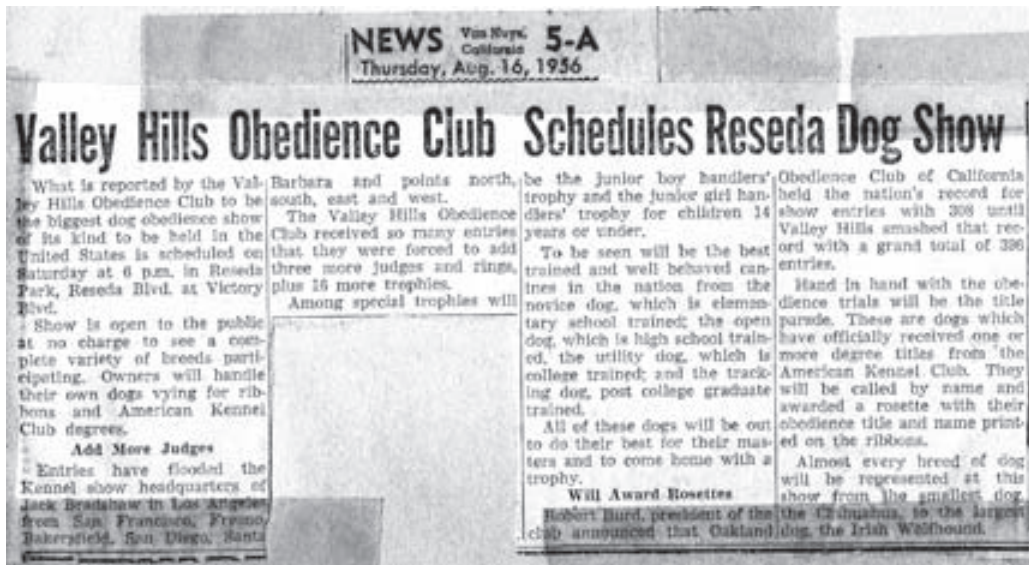 NEWS Van Nuys, California 5-A
Thursday, Aug. 16, 1956
Valley Hills Obedience Club Schedules Reseda Dog Show
What is reported by the Val-
ley Hills Obedience Club to be
the biggest dog obedience show
of its kind to be held in the
United States is scheduled on
Saturday at 6 p.m. in Reseda
Park, Reseda Blvd. at Victory
Blvd.
Show is open to the public
at no charge to see a com-
plete variety of breeds parti-
cipating. Owners will handle
their own dogs vying for rib-
bons and American Kennel
Club degrees.
Add More Judges
Entries have flooded the
Kennel show headquarters of
Jack Bradshaw in Los Angeles
from San Francisco, Fresno,
Bakersfield, San Diego, Santa
Barbara and points north,
south, east and west.
The Valley Hills Obedience
Club received so many entries
that they were forced to add
three more judges and rings,
plus 16 more trophies.
Among special trophies will
be the junior boy handlers'
trophy and the junior girl han-
dlers' trophy for children 14
years or under.
To be seen will be the best
trained and well behaved can-
ines in the nation from the
novice dog, which is elemen-
tary school trained; the open
dog, which is high school train-
ed, the utility dog, which is
college trained; and the track-
ing dog, post college graduate
trained.
All of these dogs will be out
to do their best for their mas-
ters and to come home with a
trophy.
Will Award Rosettes
Robert Burd, president of the
club announced that Oakland
Obedience Club of California
held the nation's record for
show entries with 308 until
Valley Hills smashed that rec-
ord with a grand total of 396
entries.
Hand in hand with the obe-
dience trials will be the title
parade. These are dogs which
have officially received one or
more degree titles from the
American Kennel Club. They
will be called by name and
awarded a rosette with their
obedience title and name print-
ed on the ribbons.
Almost every breed of dog
will be represented at this
show from the smallest dog,
the Chihuahua, to the largest
dog, the Irish Wolfhound.